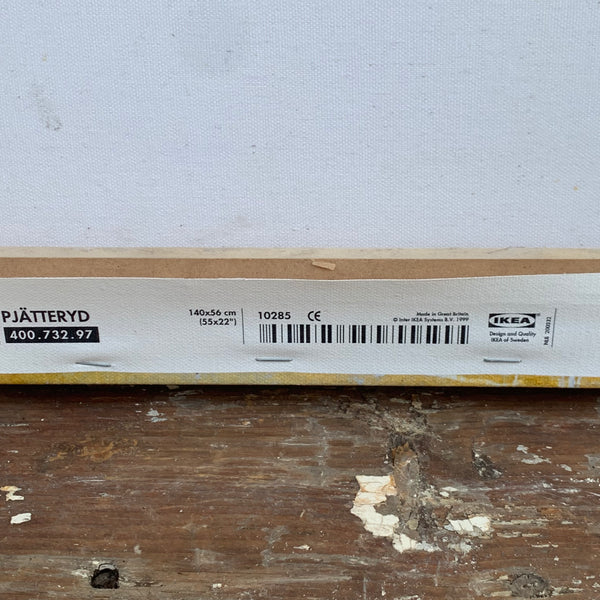 PJÄTTERYD
400.732.97
140x56 cm
(55x22")
10285 CE
Made in Great Britain
© Inter IKEA Systems B.V. 1999
IKEA
Design and Quality
IKEA of Sweden